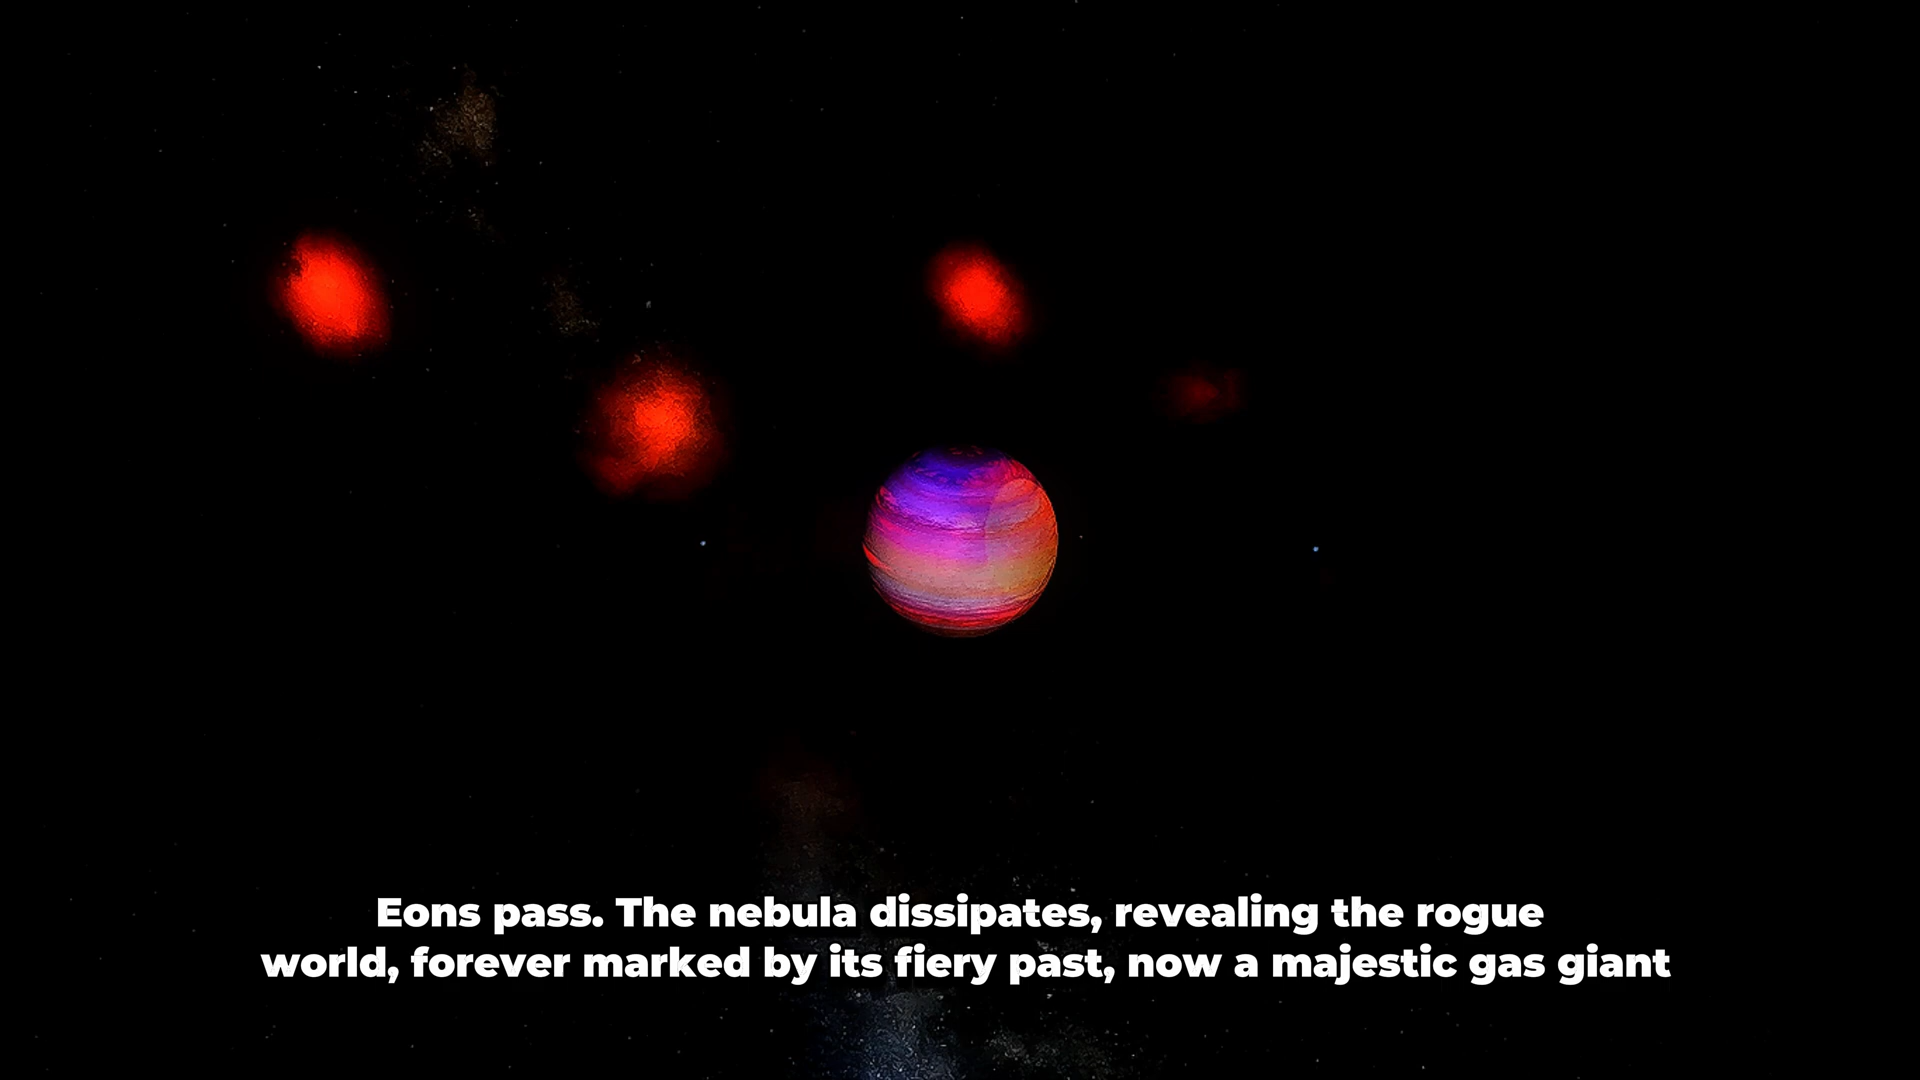 Eons pass. The nebula dissipates, revealing the rogue
world, forever marked by its fiery past, now a majestic gas giant